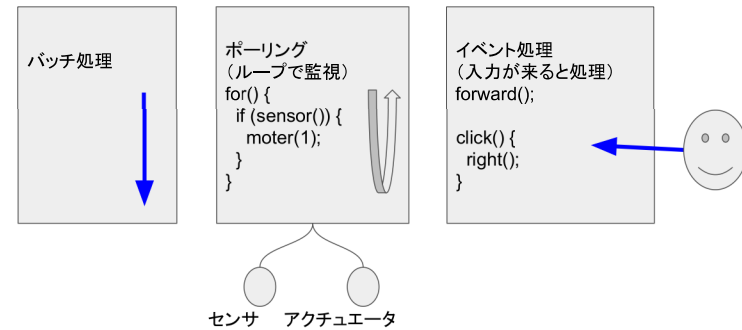 バッチ処理
ポーリング
（ループで監視）
for() {
if (sensor()) {
moter(1);
}
}
センサ
アクチュエータ
イベント処理
（入力が来ると処理）
forward();
click() {
right();
}